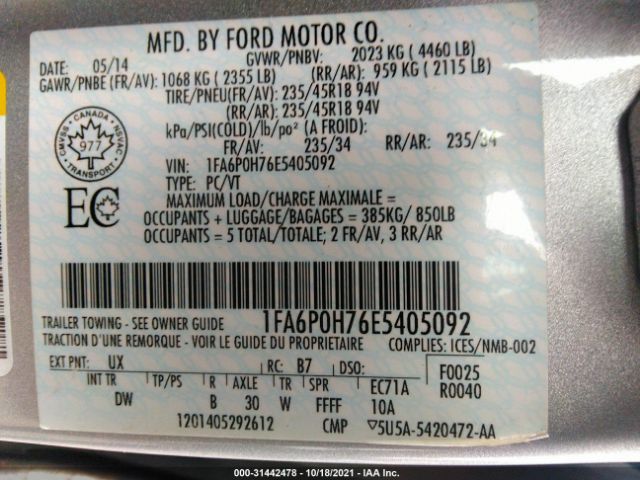 MFD. BY FORD MOTOR CO.
DATE: 05/14 GVWR/PNBV: 2023 KG ( 4460 LB)
GAWR/PNBE (FR/AV): 1068 KG ( 2355 LB) (RR/AR): 959 KG ( 2115 LB)
TIRE/PNEU(FR/AV): 235/45R18 94V
(RR/AR): 235/45R18 94V
kPa/PSI(COLD)/lb/po² (A FROID):
FR/AV: 235/34 RR/AR: 235/34
CANADA
CMVSS NSVAC
977
TRANSPORT
VIN: 1FA6P0H76E5405092
TYPE: PC/VT
EC
MAXIMUM LOAD/CHARGE MAXIMALE =
OCCUPANTS + LUGGAGE/BAGAGES = 385KG/ 850LB
OCCUPANTS = 5 TOTAL/TOTALE; 2 FR/AV, 3 RR/AR
TRAILER TOWING - SEE OWNER GUIDE 1FA6P0H76E5405092
TRACTION D'UNE REMORQUE - VOIR LE GUIDE DU PROPRIETAIRE COMPLIES: ICES/NMB-002
EXT PNT: UX RC: B7 DSO: F0025
INT TR TP/PS R AXLE TR SPR EC71A R0040
DW B 30 W FFFF 10A
1201405292612 CMP 5U5A-5420472-AA
000-31442478 - 10/18/2021 - IAA Inc.